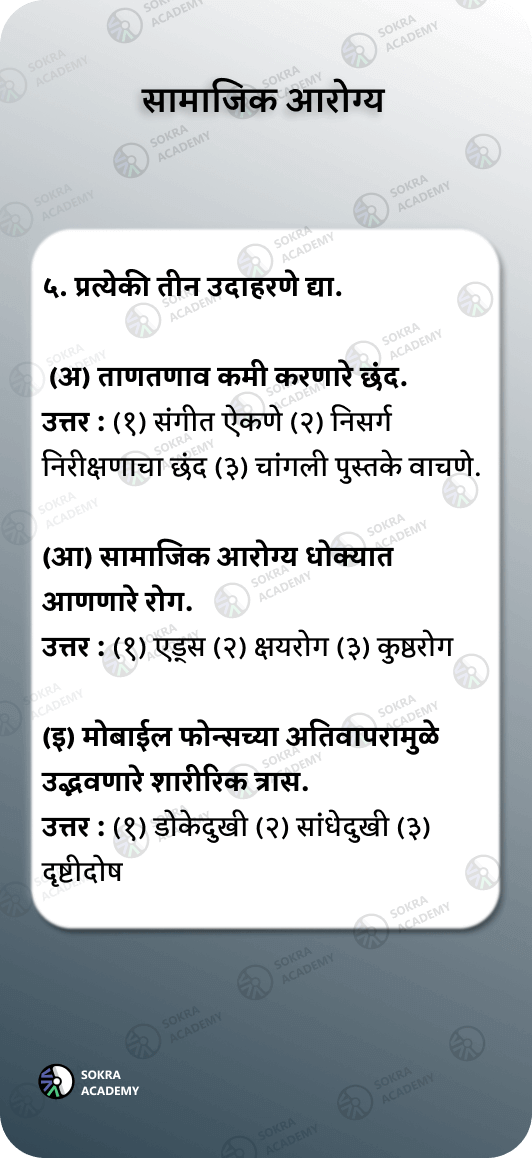 सामाजिक आरोग्य
५. प्रत्येकी तीन उदाहरणे द्या.
(अ) ताणतणाव कमी करणारे छंद.
उत्तर : (१) संगीत ऐकणे (२) निसर्ग
निरीक्षणाचा छंद (३) चांगली पुस्तके वाचणे.
(आ) सामाजिक आरोग्य धोक्यात
आणणारे रोग.
उत्तर : (१) एड्स (२) क्षयरोग (३) कुष्ठरोग
(इ) मोबाईल फोन्सच्या अतिवापरामुळे
उद्भवणारे शारीरिक त्रास.
उत्तर : (१) डोकेदुखी (२) सांधेदुखी (३)
दृष्टीदोष
SOKRA
ACADEMY